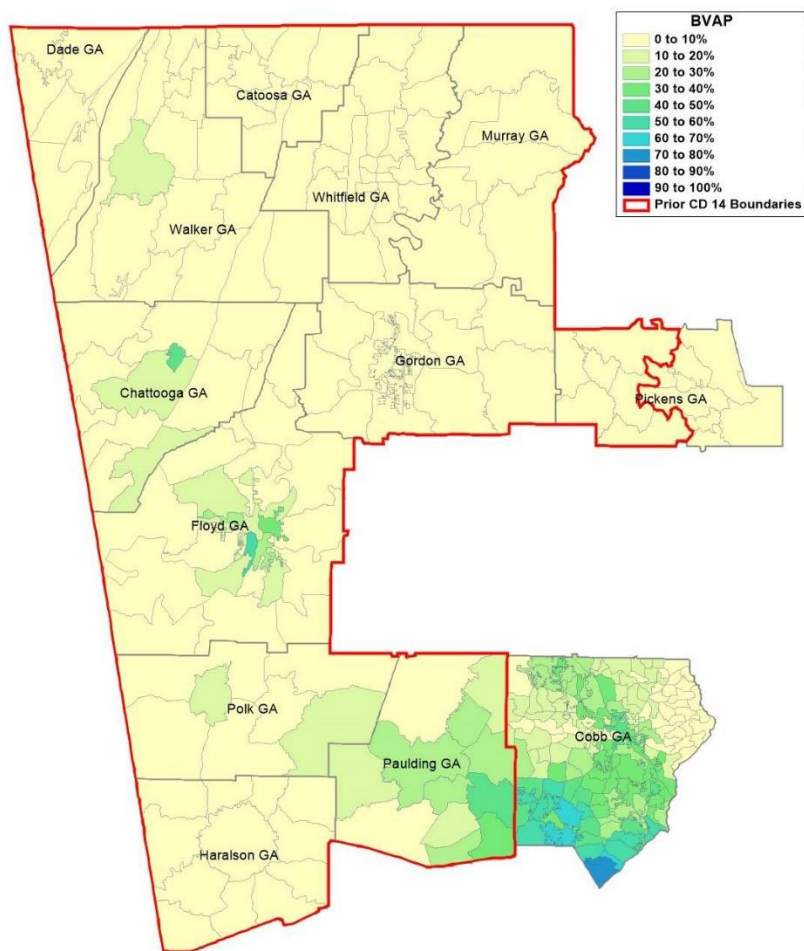 BVAP
0 to 10%
10 to 20%
20 to 30%
30 to 40%
40 to 50%
50 to 60%
60 to 70%
70 to 80%
80 to 90%
90 to 100%
Prior CD 14 Boundaries
Dade GA
Catoosa GA
Murray GA
Whitfield GA
Walker GA
Gordon GA
Chattooga GA
Pickens GA
Floyd GA
Polk GA
Cobb GA
Paulding GA
Haralson GA